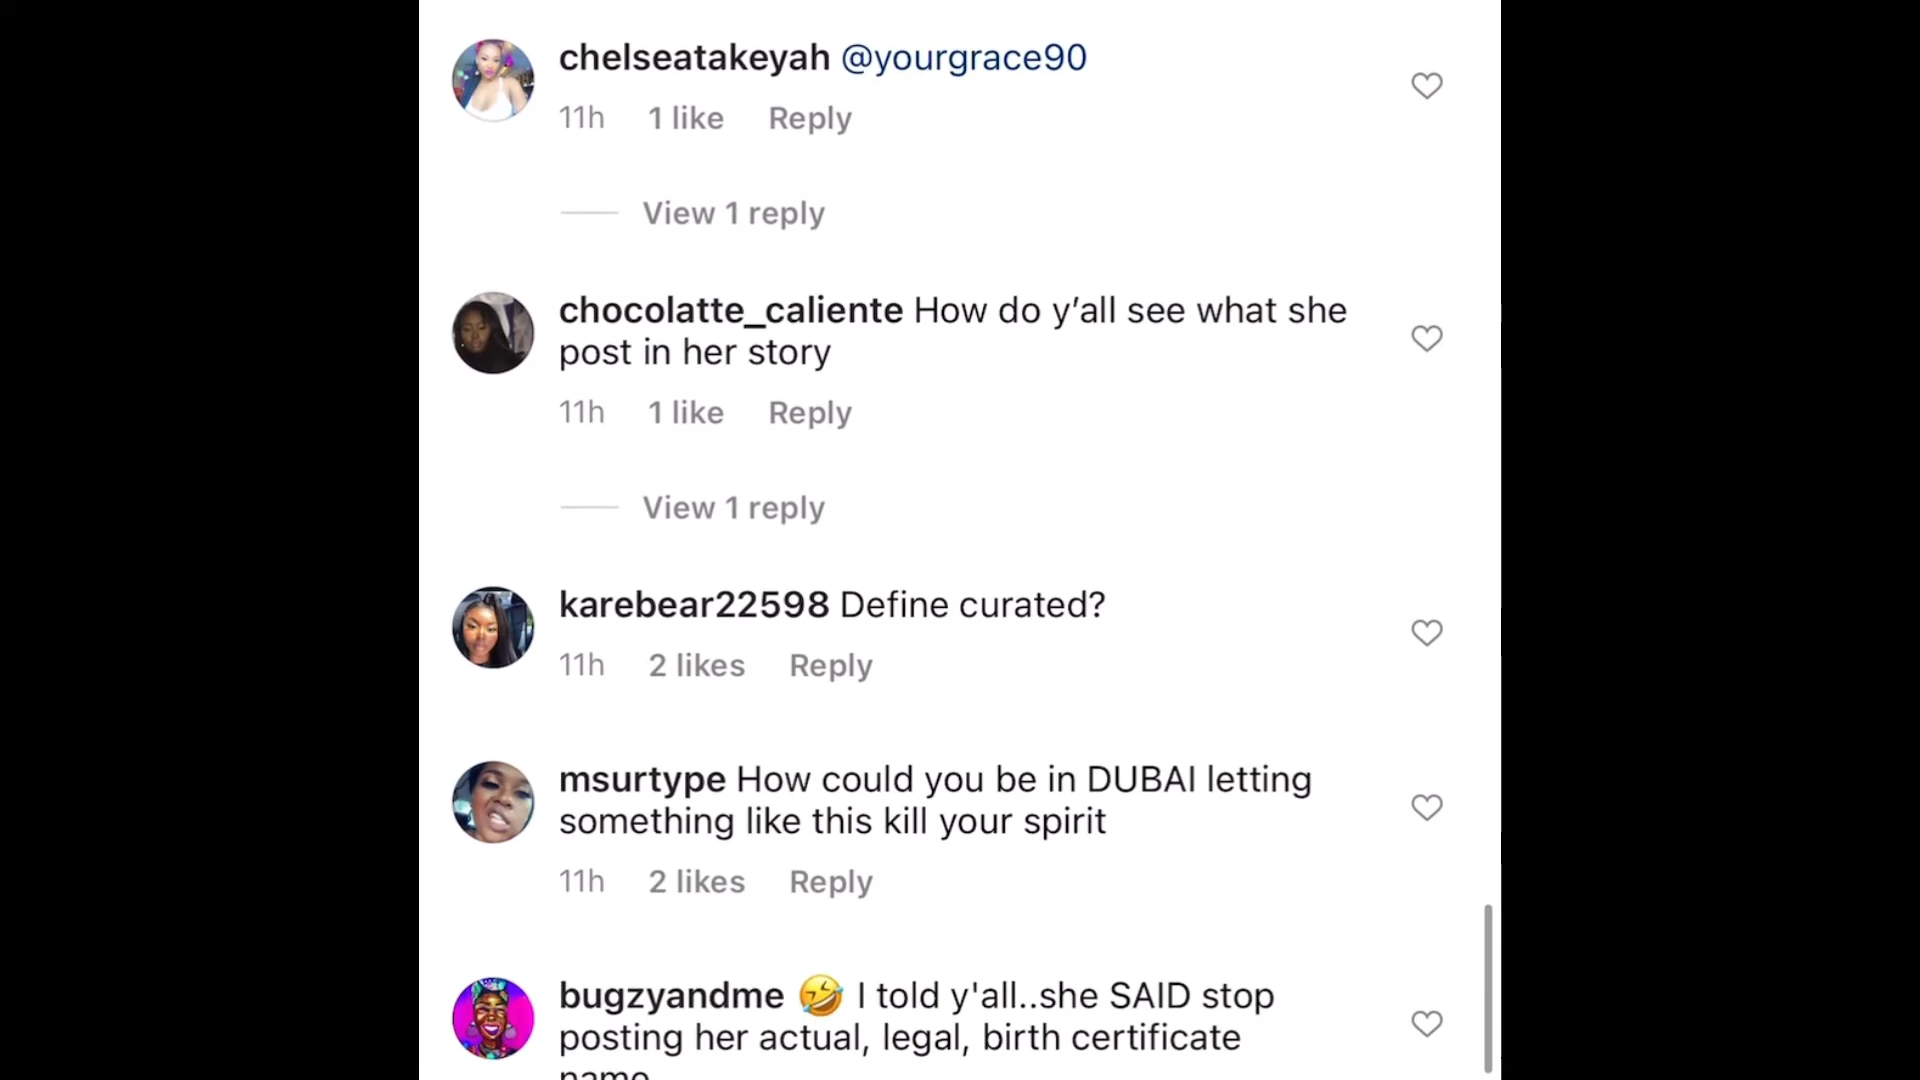 chelseatakeyah @yourgrace90
11h 1 like Reply
View 1 reply
chocolatte_caliente How do y’all see what she
post in her story
11h 1 like Reply
View 1 reply
karebear22598 Define curated?
11h 2 likes Reply
msurtype How could you be in DUBAI letting
something like this kill your spirit
11h 2 likes Reply
bugzyandme 🤣 I told y'all..she SAID stop
posting her actual, legal, birth certificate
name